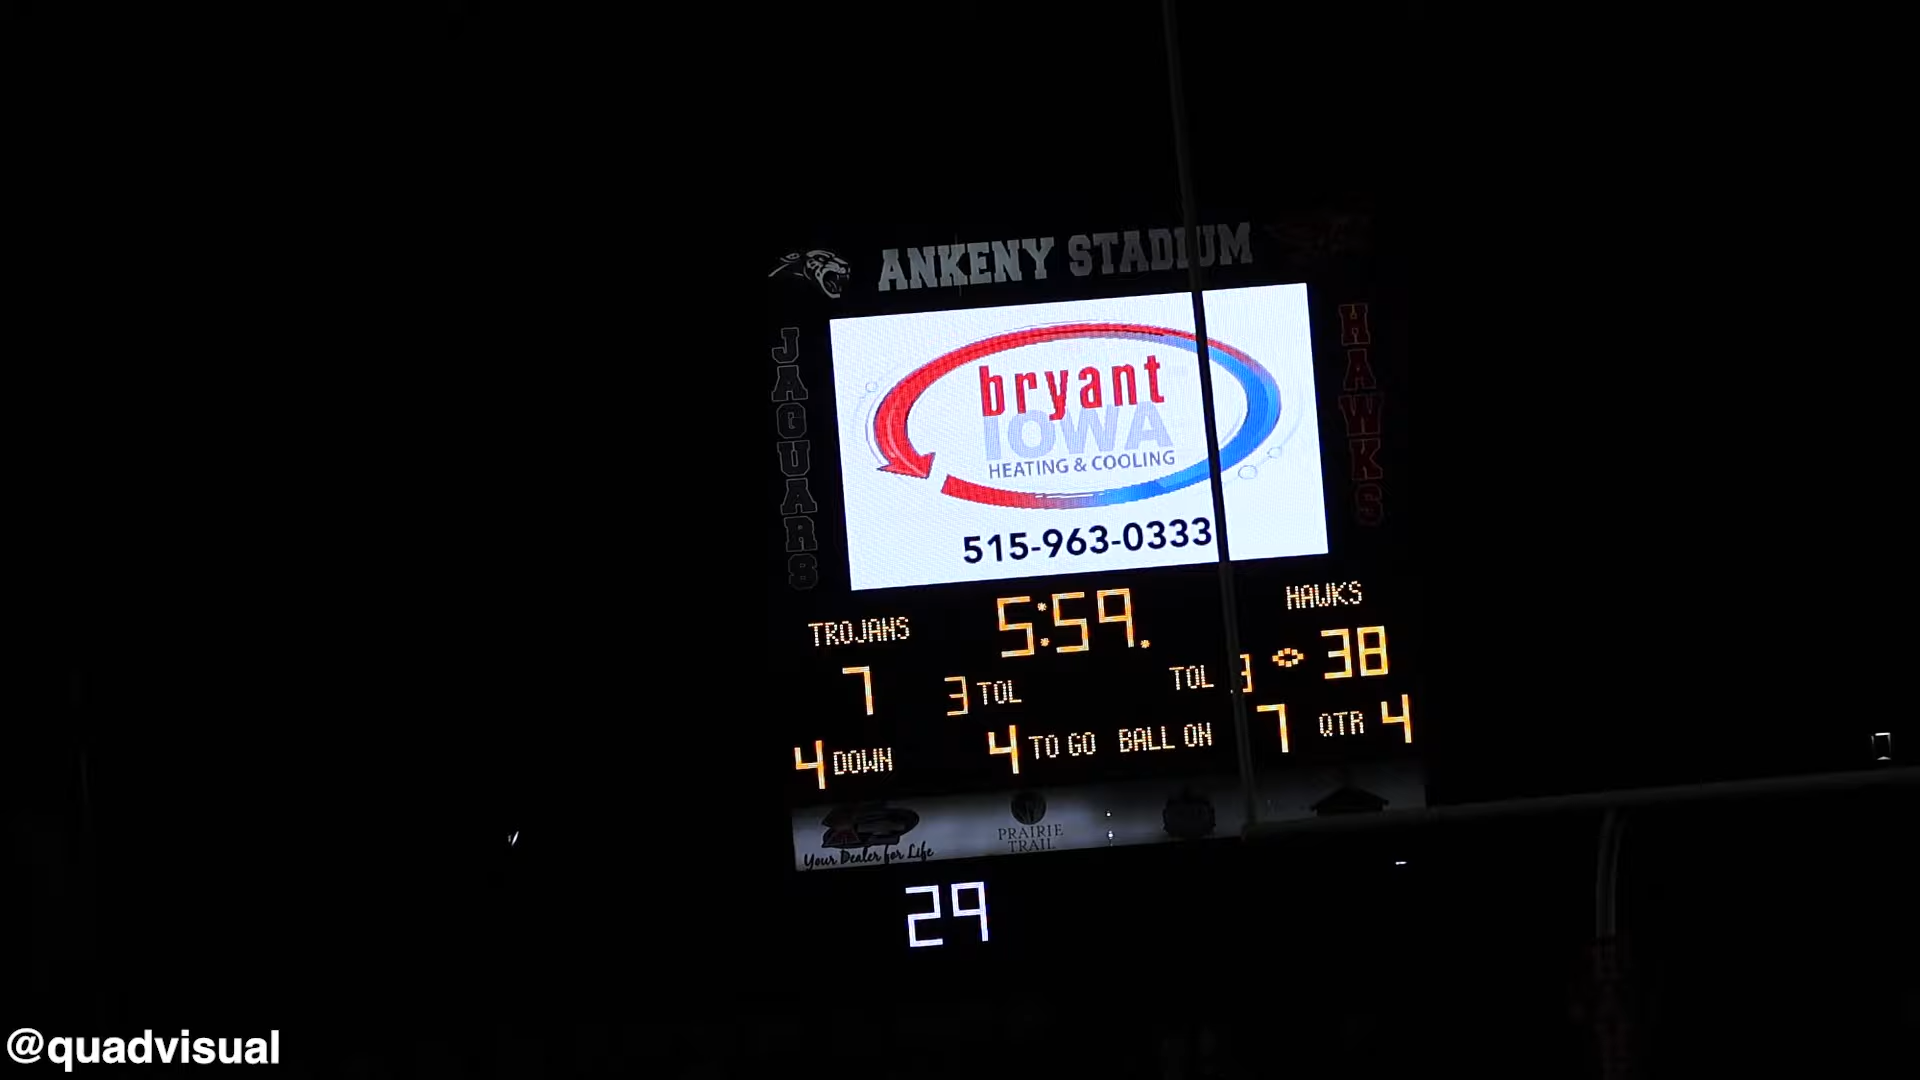 ANKENY STADIUM
JAGUARS
HAWKS
bryant
IOWA
HEATING & COOLING
515-963-0333
TROJANS
5:59.
HAWKS
7
3 TOL
TOL 3
38
4 DOWN
4 TO GO
BALL ON 7
QTR 4
Your Dealer for Life
PRAIRIE
TRAIL
29
@quadvisual